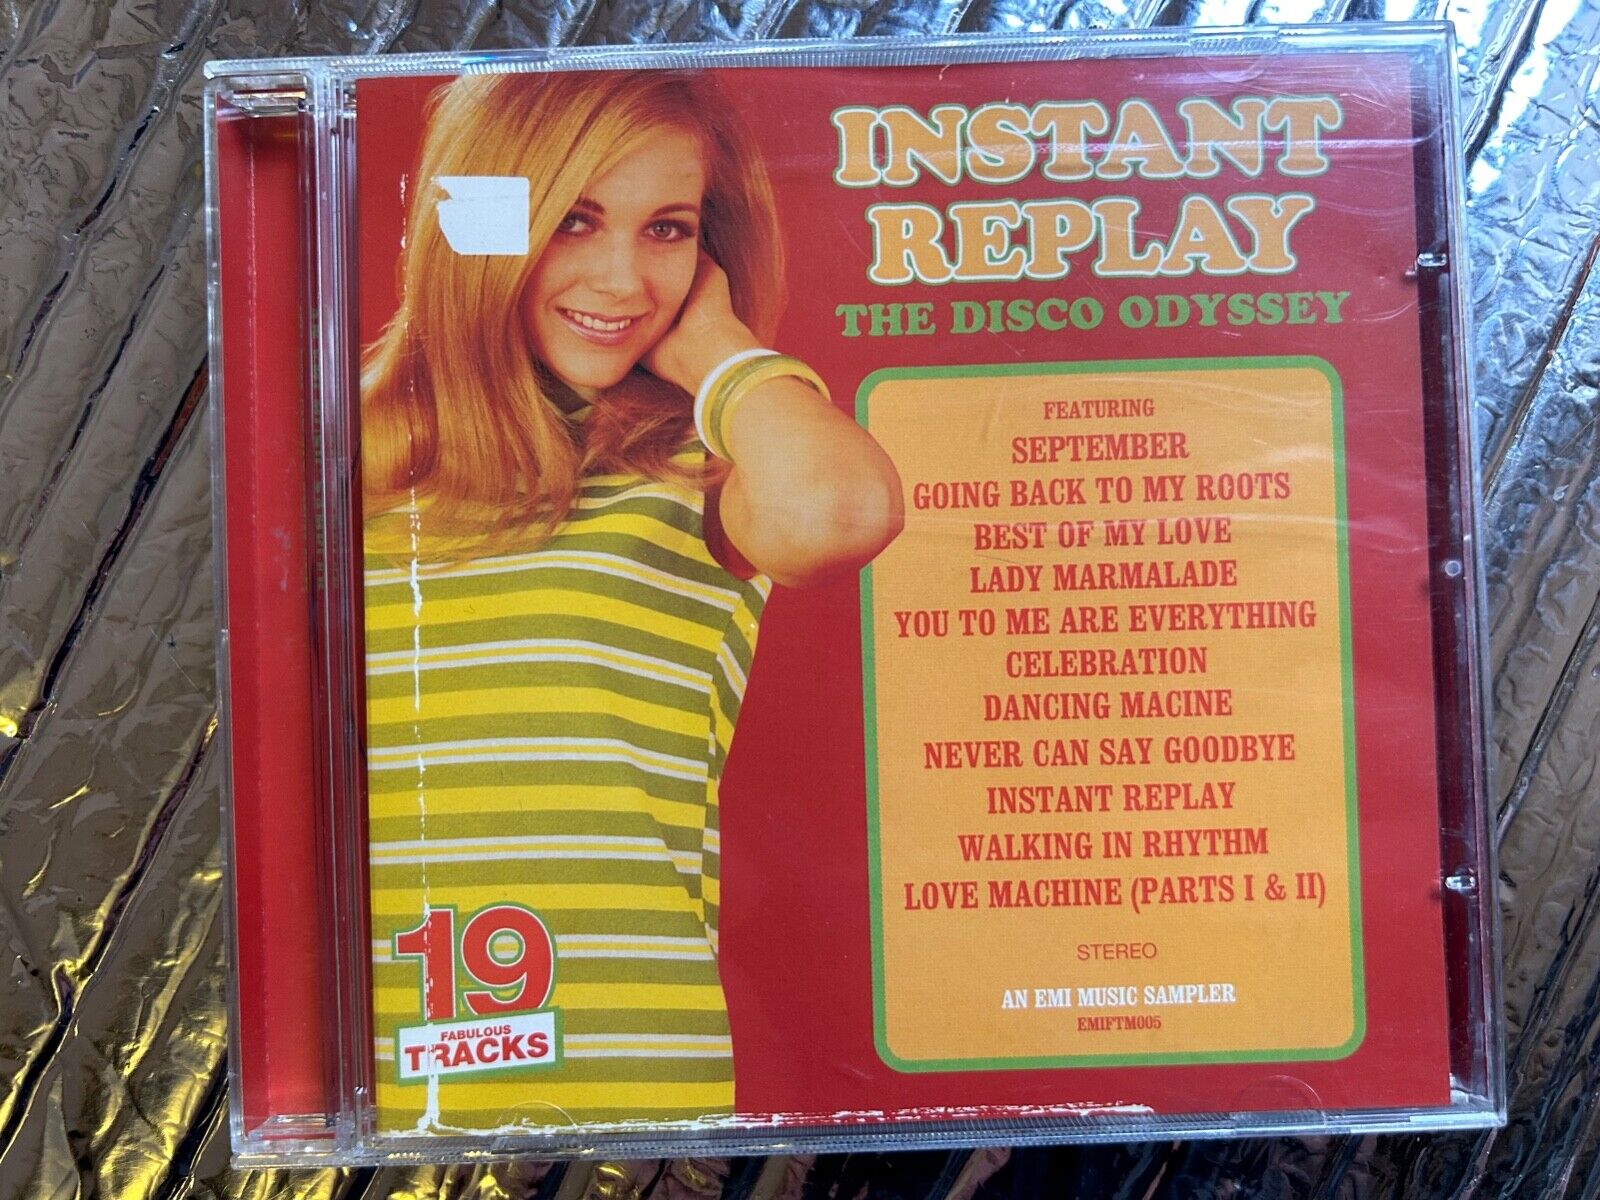 INSTANT
REPLAY
THE DISCO ODYSSEY
FEATURING
SEPTEMBER
GOING BACK TO MY ROOTS
BEST OF MY LOVE
LADY MARMALADE
YOU TO ME ARE EVERYTHING
CELEBRATION
DANCING MACINE
NEVER CAN SAY GOODBYE
INSTANT REPLAY
WALKING IN RHYTHM
LOVE MACHINE (PARTS I & II)
STEREO
AN EMI MUSIC SAMPLER
EMIFTM005
19
FABULOUS
TRACKS